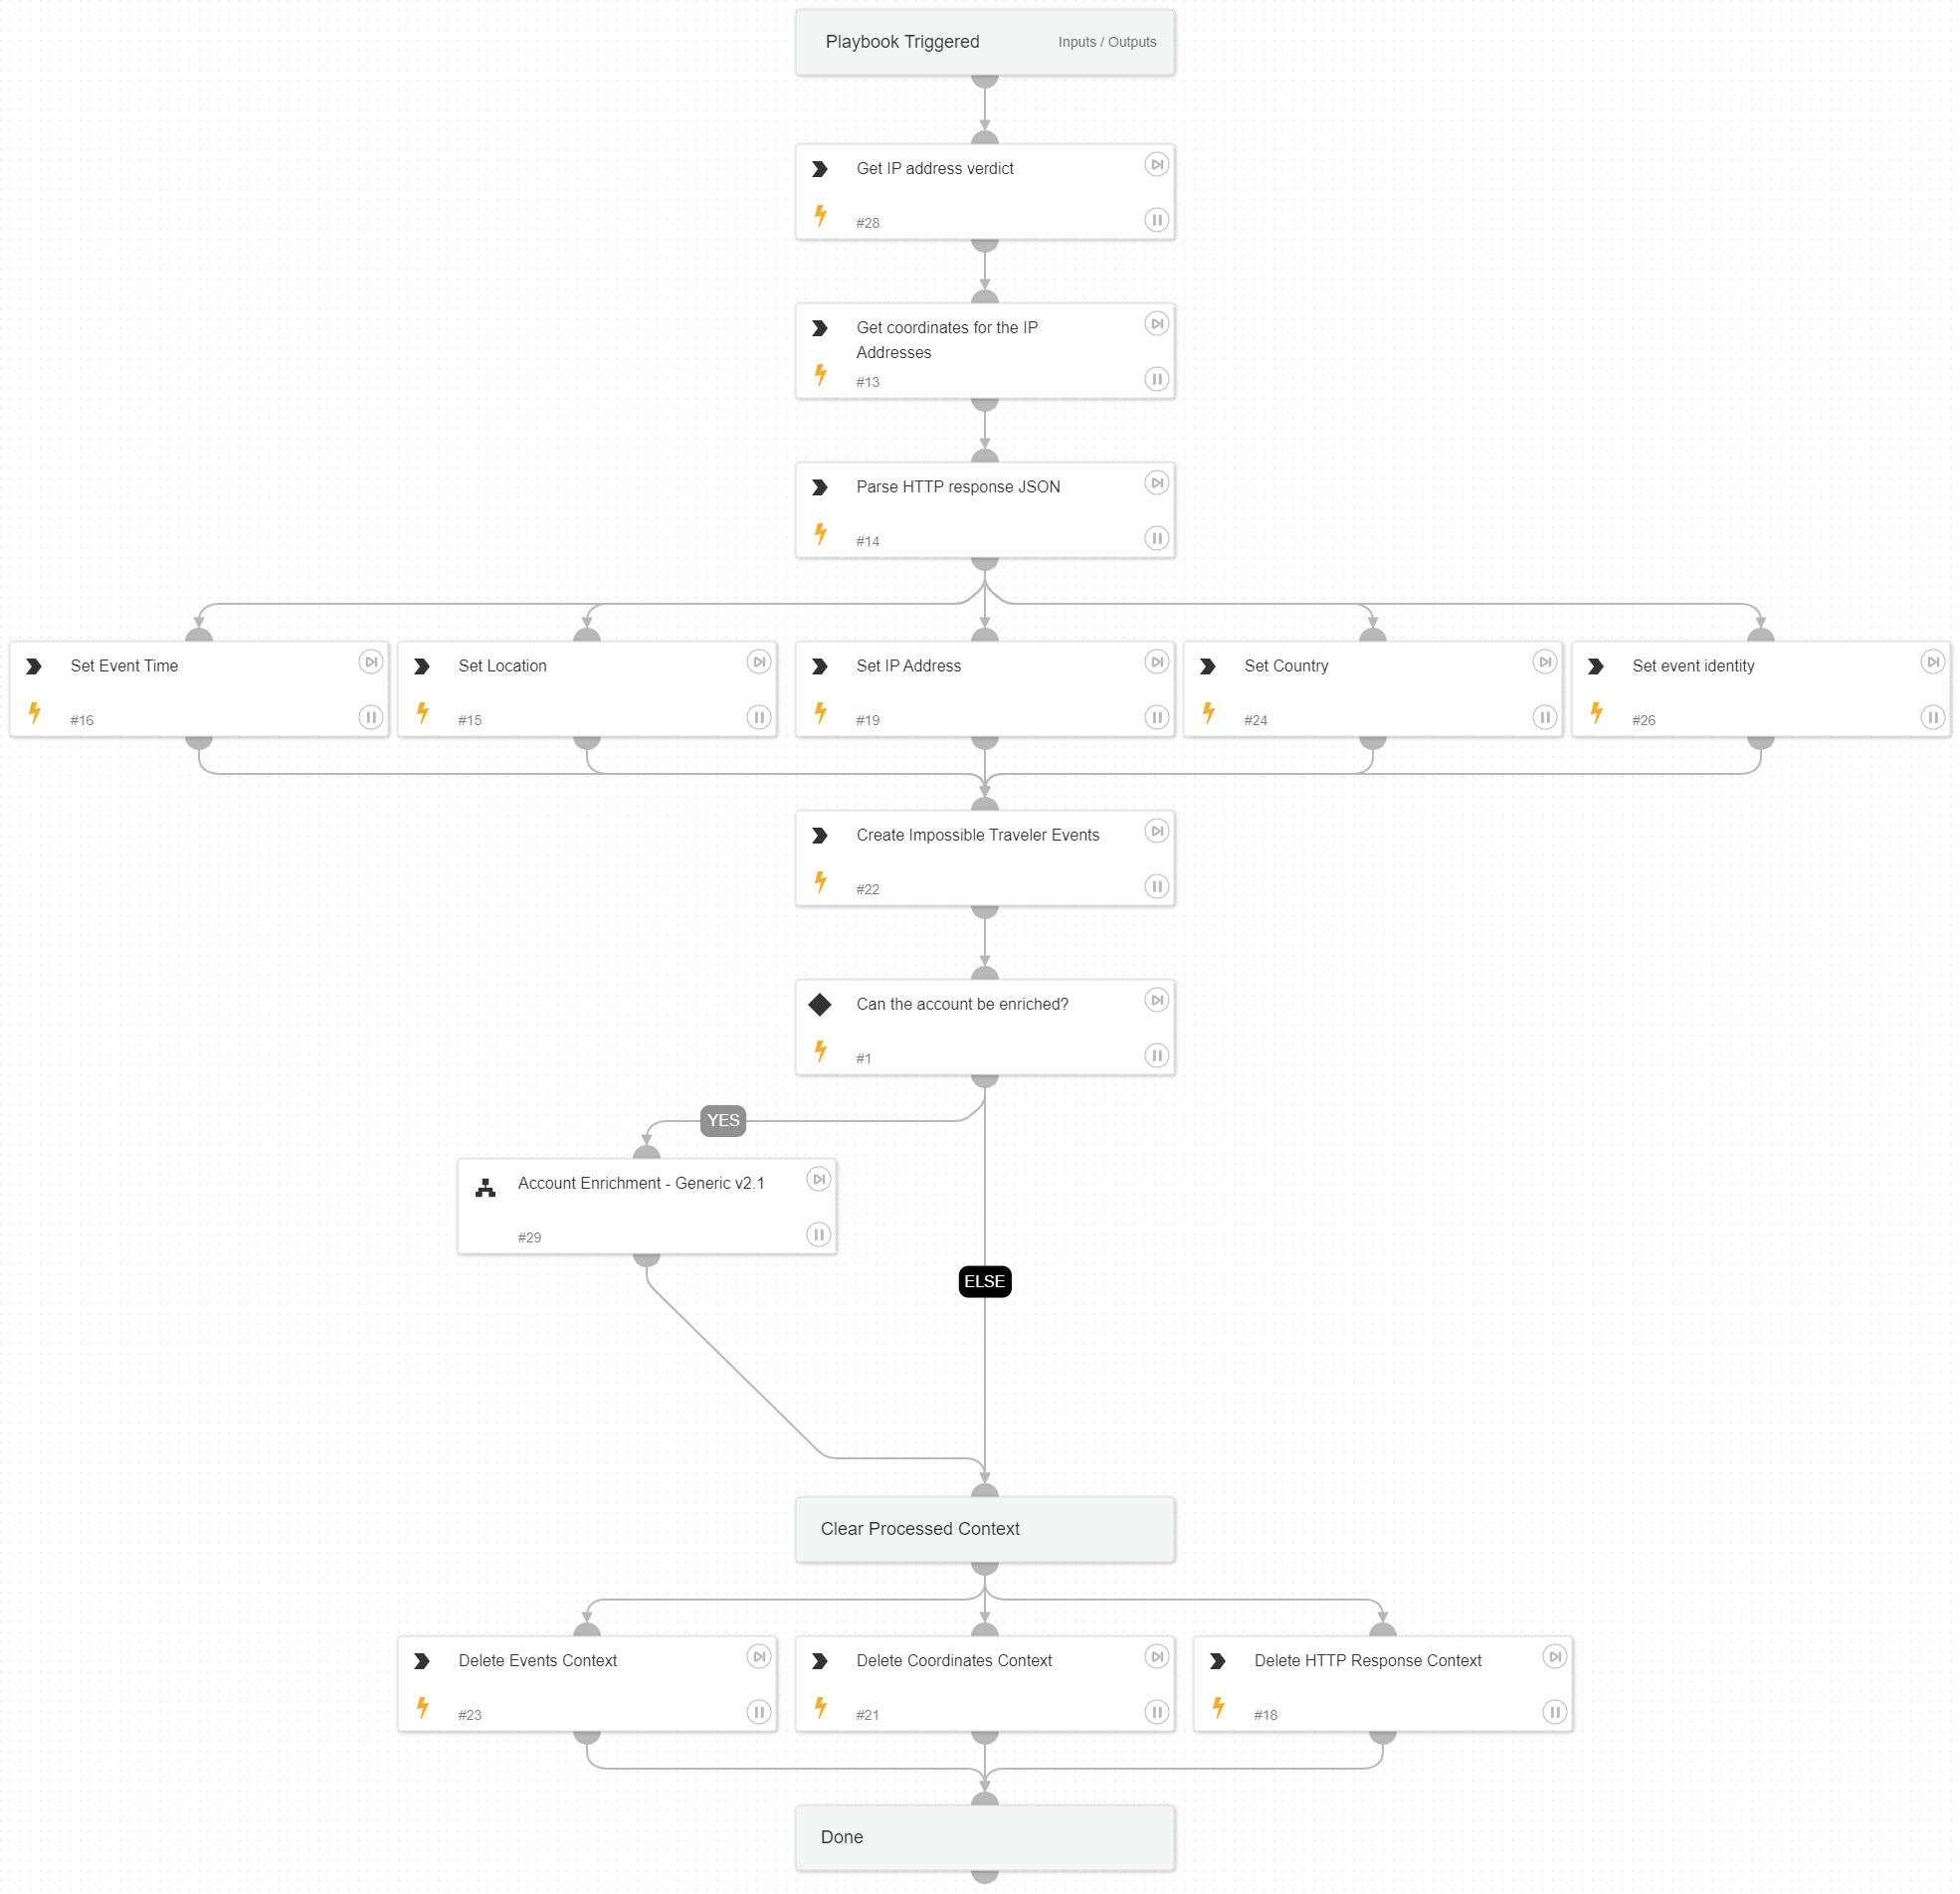 Playbook Triggered
Inputs / Outputs
Get IP address verdict
#28
Get coordinates for the IP
Addresses
#13
Parse HTTP response JSON
#14
Set Event Time
#16
Set Location
#15
Set IP Address
#19
Set Country
#24
Set event identity
#26
Create Impossible Traveler Events
#22
Can the account be enriched?
#1
YES
Account Enrichment - Generic v2.1
#29
ELSE
Clear Processed Context
Delete Events Context
#23
Delete Coordinates Context
#21
Delete HTTP Response Context
#18
Done